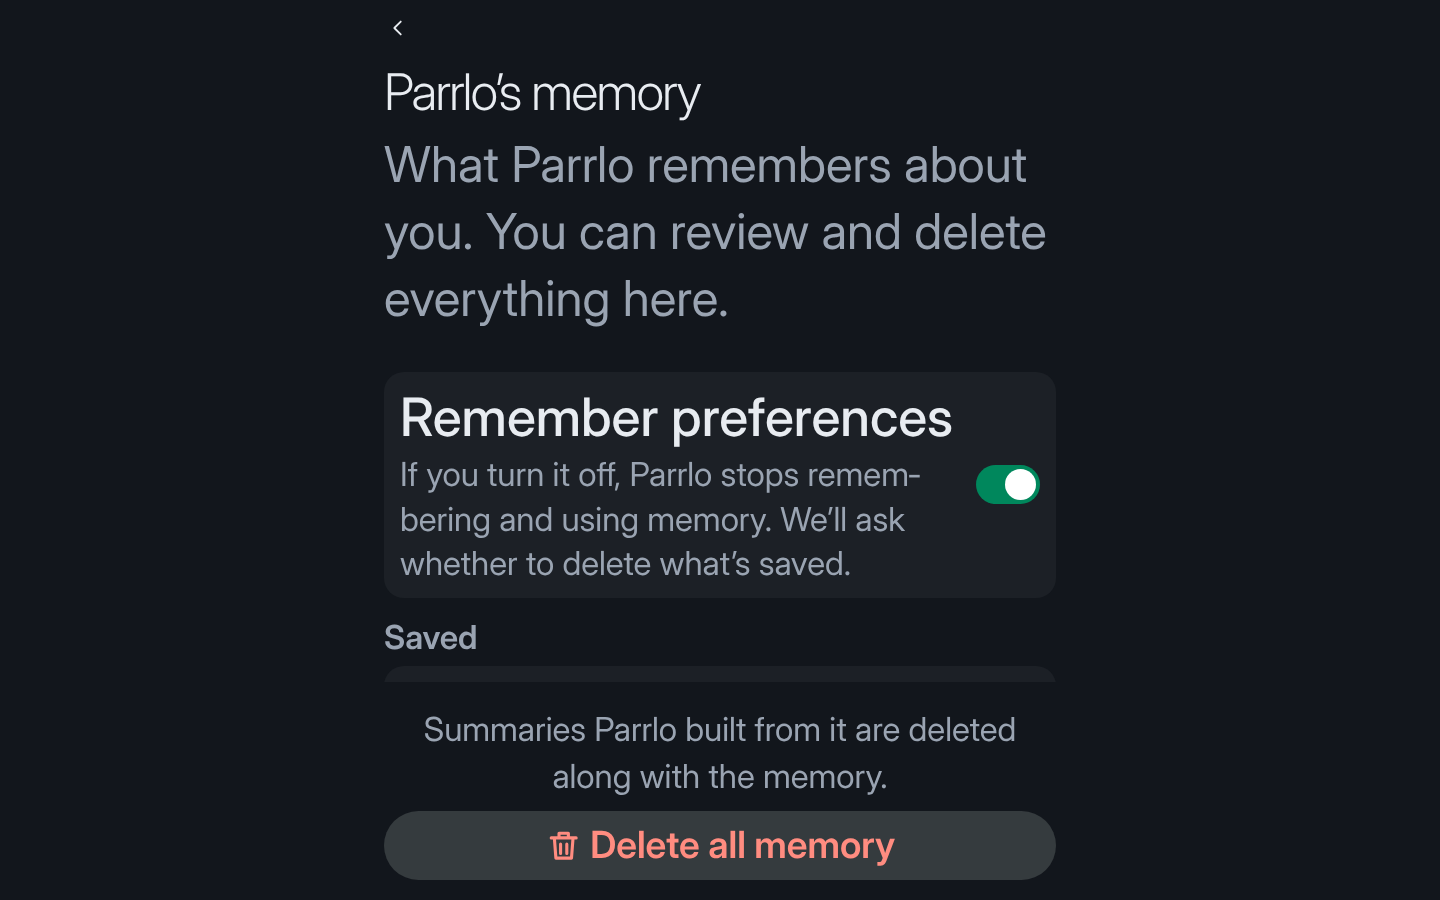 Parrlo’s memory
What Parrlo remembers about
you. You can review and delete
everything here.
Remember preferences
If you turn it off, Parrlo stops remem-
bering and using memory. We’ll ask
whether to delete what’s saved.
Saved
Summaries Parrlo built from it are deleted
along with the memory.
Delete all memory